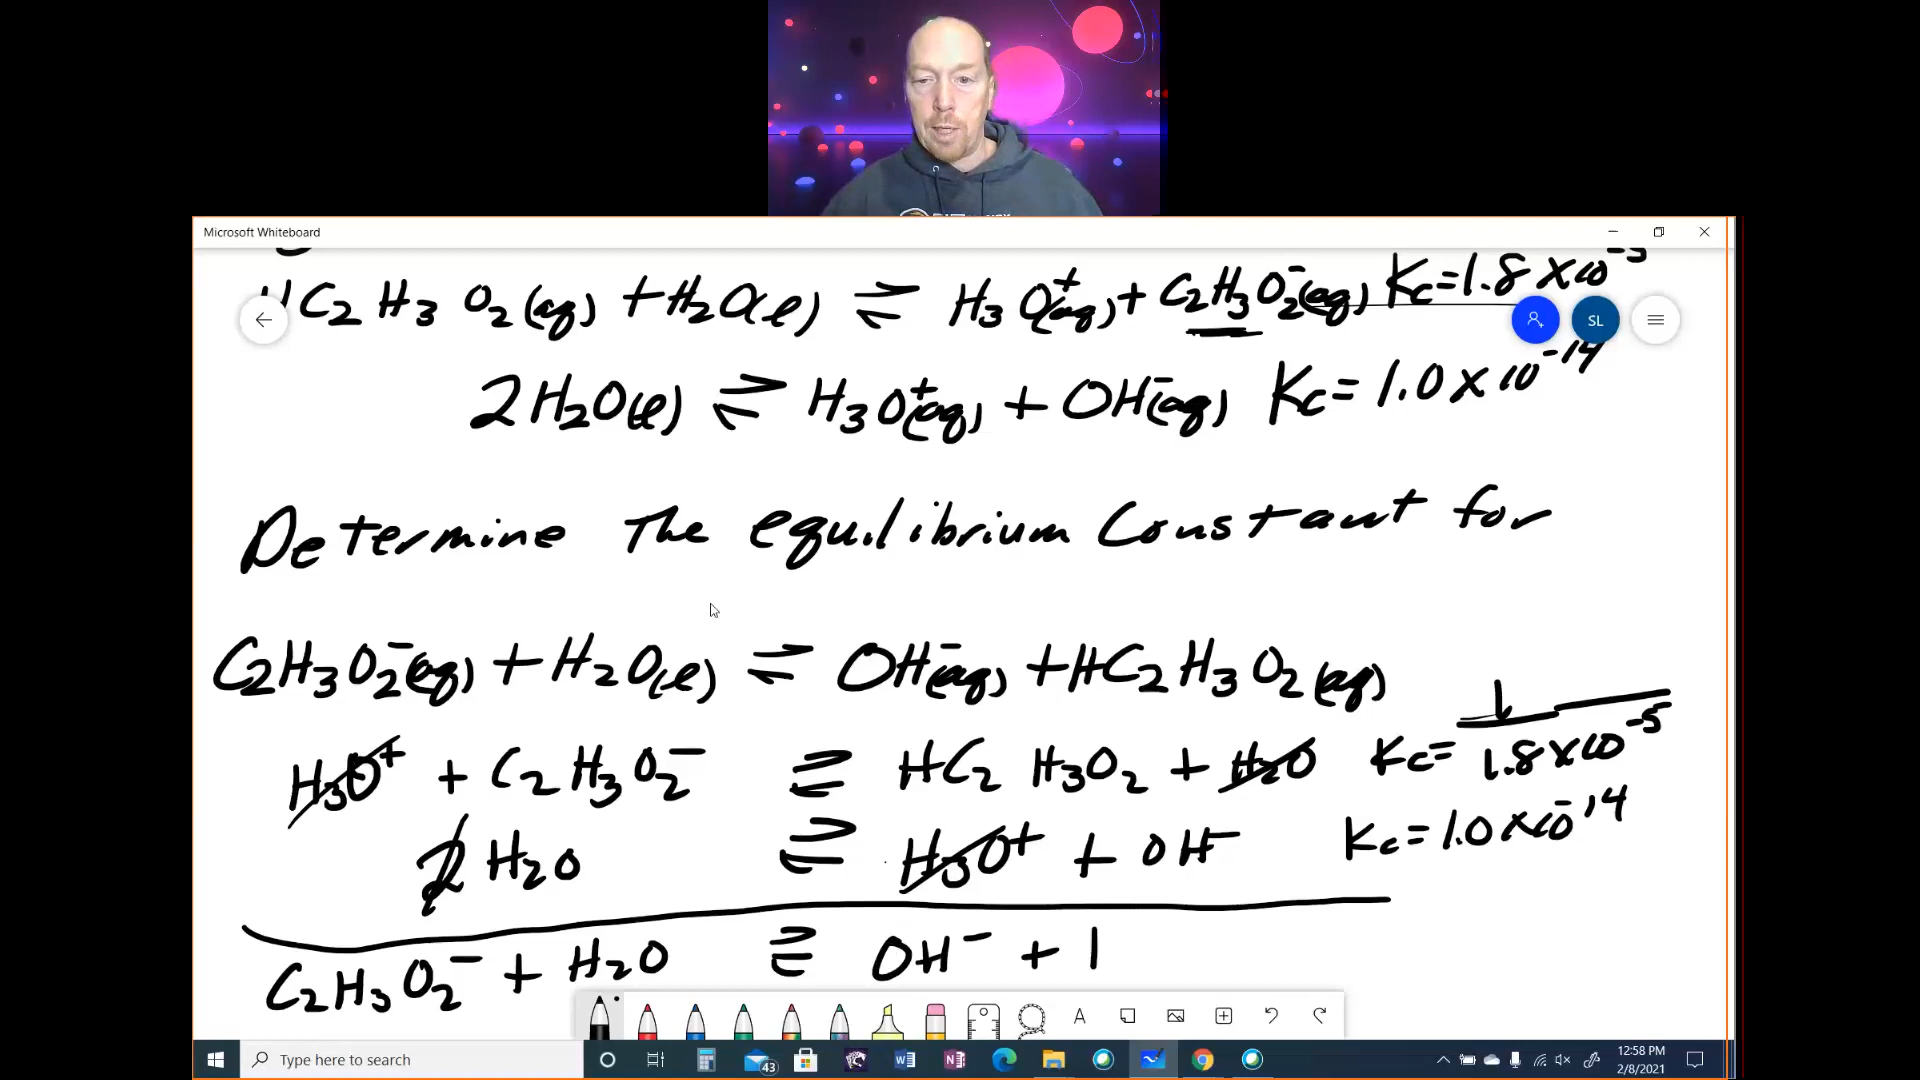 Microsoft Whiteboard
HC2H3O2(aq) + H2O(l) ⇌ H3O+(aq) + C2H3O2-(aq) Kc = 1.8 x 10^-5
SL
2H2O(l) ⇌ H3O+(aq) + OH-(aq) Kc = 1.0 x 10^-14
Determine The equilibrium Constant for
C2H3O2-(aq) + H2O(l) ⇌ OH-(aq) + HC2H3O2(aq)
H3O+ + C2H3O2- ⇌ HC2H3O2 + H2O Kc = 1/1.8 x 10^-5
2 H2O ⇌ H3O+ + OH- Kc = 1.0 x 10^-14
C2H3O2- + H2O ⇌ OH- +
A
Type here to search
43
12:58 PM
2/8/2021